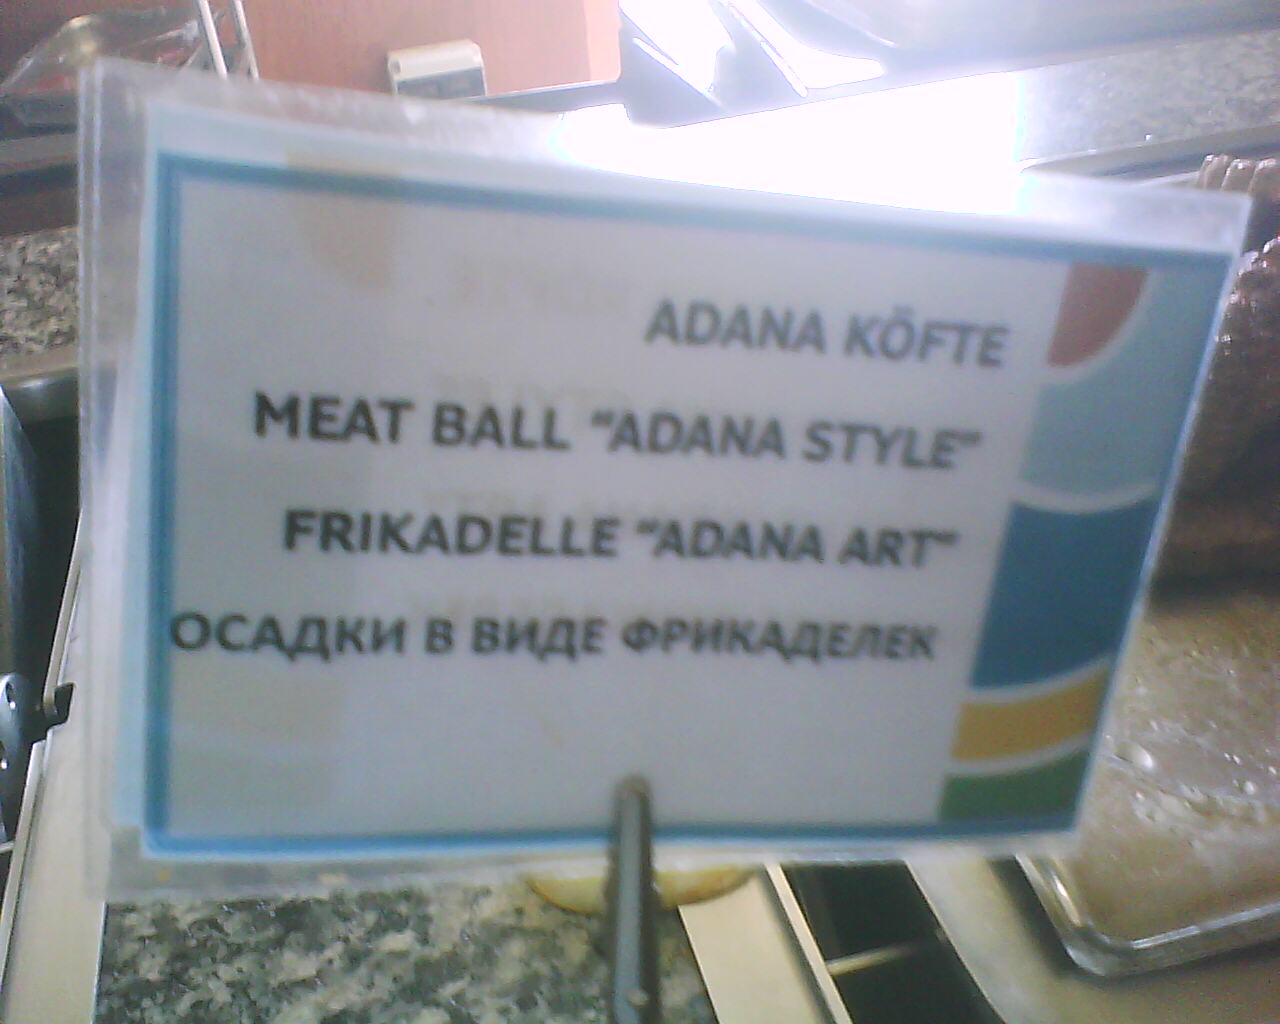 ADANA KÖFTE
MEAT BALL "ADANA STYLE"
FRIKADELLE "ADANA ART"
ОСАДКИ В ВИДЕ ФРИКАДЕЛЕК